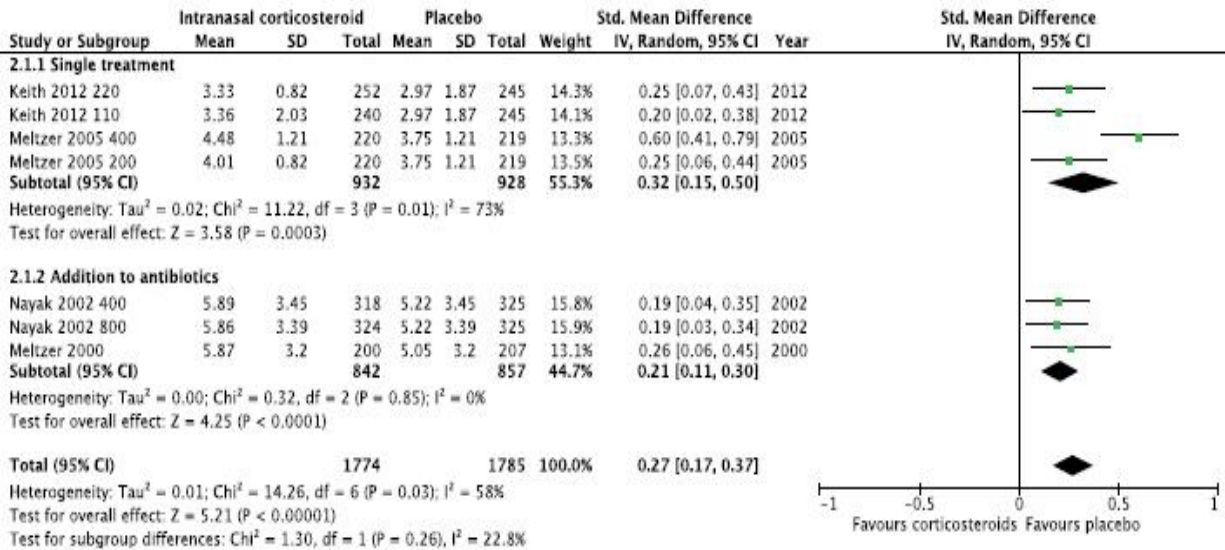 Intranasal corticosteroid Placebo Std. Mean Difference Std. Mean Difference
Study or Subgroup Mean SD Total Mean SD Total Weight IV, Random, 95% CI Year IV, Random, 95% CI
2.1.1 Single treatment
Keith 2012 220 3.33 0.82 252 2.97 1.87 245 14.3% 0.25 [0.07, 0.43] 2012
Keith 2012 110 3.36 2.03 240 2.97 1.87 245 14.1% 0.20 [0.02, 0.38] 2012
Meltzer 2005 400 4.48 1.21 220 3.75 1.21 219 13.3% 0.60 [0.41, 0.79] 2005
Meltzer 2005 200 4.01 0.82 220 3.75 1.21 219 13.5% 0.25 [0.06, 0.44] 2005
Subtotal (95% CI) 932 928 55.3% 0.32 [0.15, 0.50]
Heterogeneity: Tau² = 0.02; Chi² = 11.22, df = 3 (P = 0.01); I² = 73%
Test for overall effect: Z = 3.58 (P = 0.0003)
2.1.2 Addition to antibiotics
Nayak 2002 400 5.89 3.45 318 5.22 3.45 325 15.8% 0.19 [0.04, 0.35] 2002
Nayak 2002 800 5.86 3.39 324 5.22 3.39 325 15.9% 0.19 [0.03, 0.34] 2002
Meltzer 2000 5.87 3.2 200 5.05 3.2 207 13.1% 0.26 [0.06, 0.45] 2000
Subtotal (95% CI) 842 857 44.7% 0.21 [0.11, 0.30]
Heterogeneity: Tau² = 0.00; Chi² = 0.32, df = 2 (P = 0.85); I² = 0%
Test for overall effect: Z = 4.25 (P < 0.0001)
Total (95% CI) 1774 1785 100.0% 0.27 [0.17, 0.37]
Heterogeneity: Tau² = 0.01; Chi² = 14.26, df = 6 (P = 0.03); I² = 58%
Test for overall effect: Z = 5.21 (P < 0.00001)
Test for subgroup differences: Chi² = 1.30, df = 1 (P = 0.26), I² = 22.8%
-1 -0.5 0 0.5 1
Favours corticosteroids Favours placebo